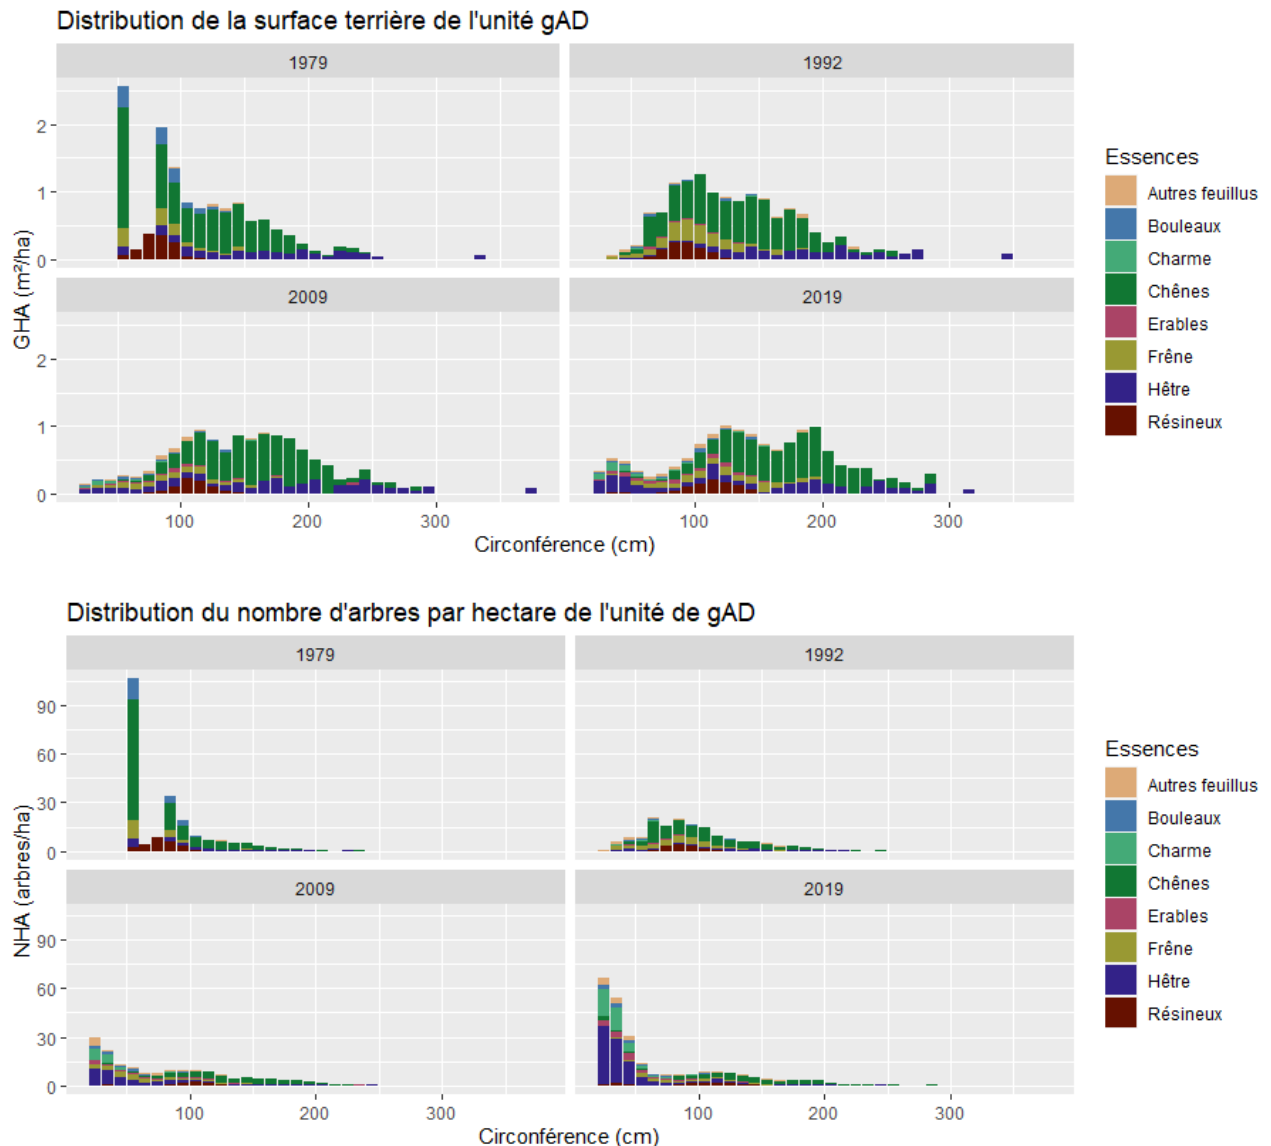 Distribution de la surface terrière de l'unité gAD
1979
1992
2
1
0
2009
2019
2
1
0
100
200
300
100
200
300
GHA (m²/ha)
Circonférence (cm)
Essences
Autres feuillus
Bouleaux
Charme
Chênes
Erables
Frêne
Hêtre
Résineux
Distribution du nombre d'arbres par hectare de l'unité de gAD
1979
1992
90
60
30
0
2009
2019
90
60
30
0
100
200
300
100
200
300
NHA (arbres/ha)
Circonférence (cm)
Essences
Autres feuillus
Bouleaux
Charme
Chênes
Erables
Frêne
Hêtre
Résineux